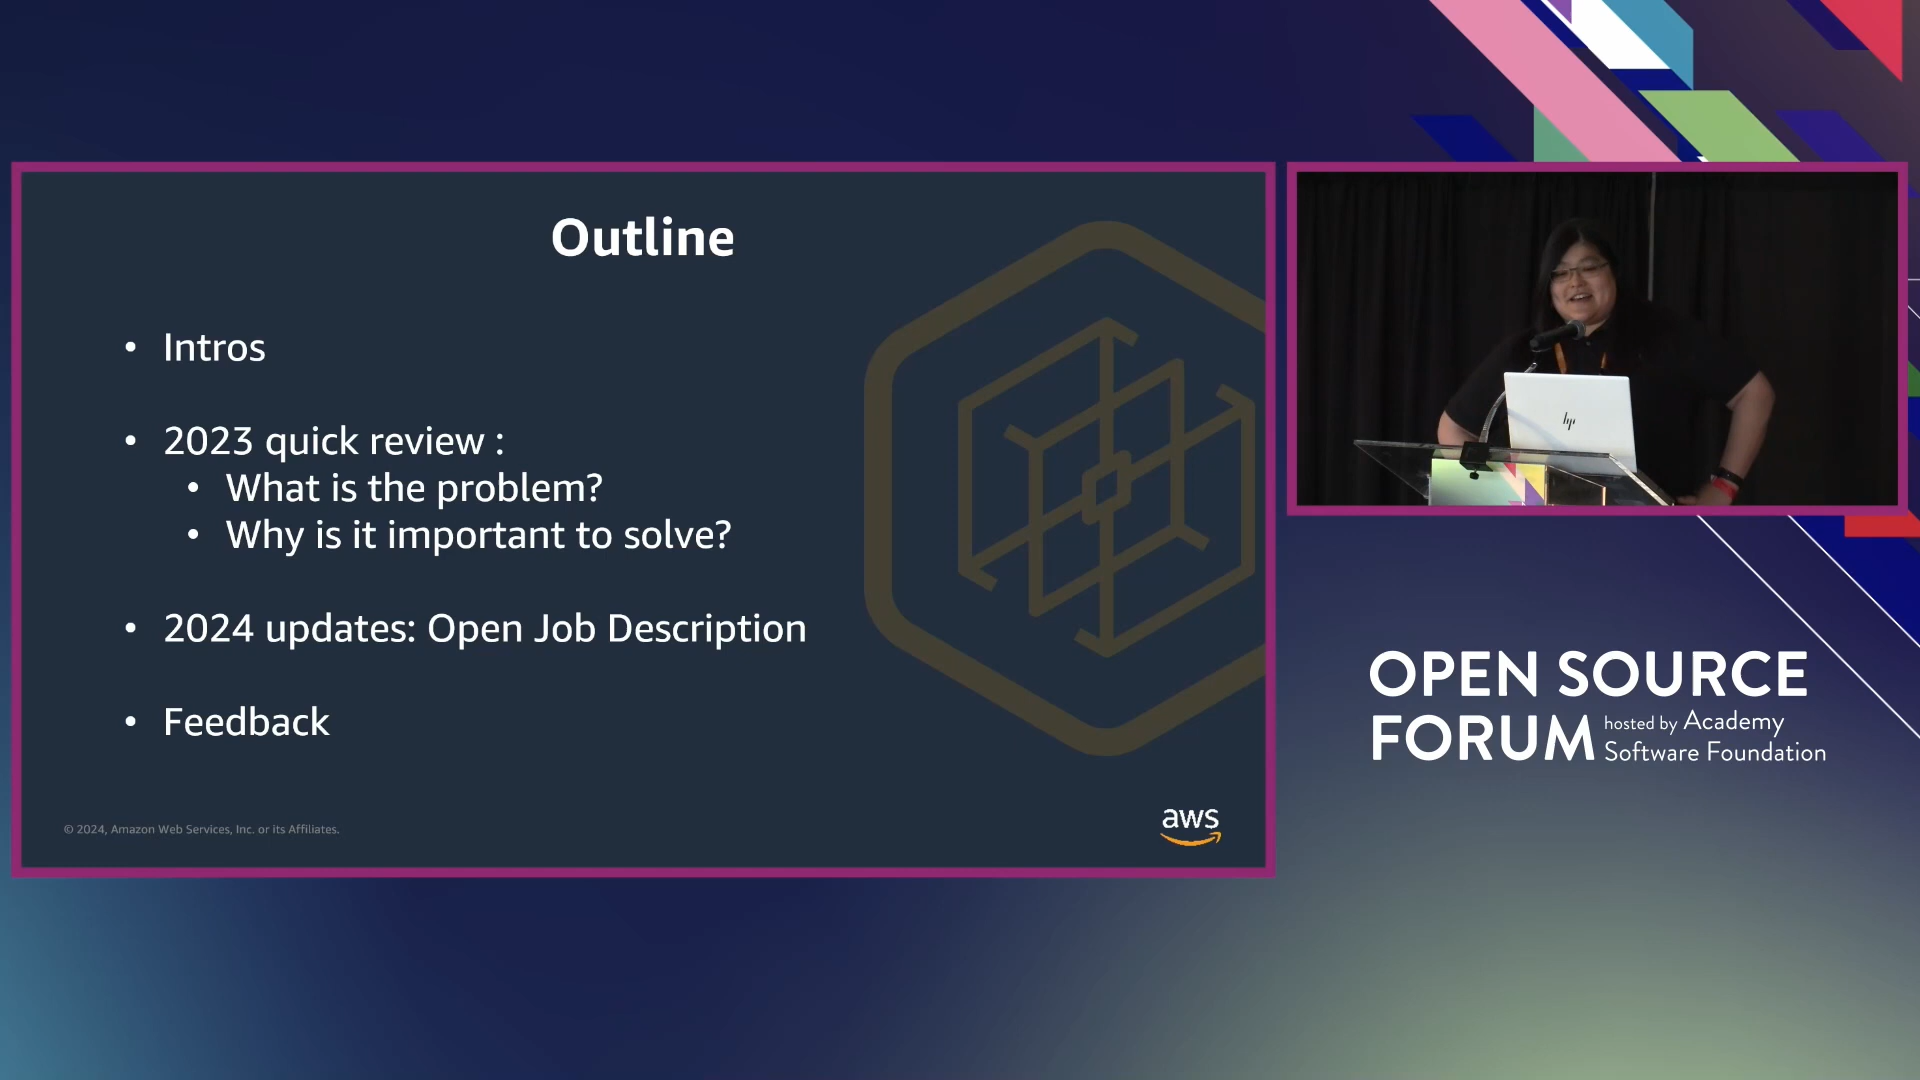 Outline
• Intros
• 2023 quick review :
• What is the problem?
• Why is it important to solve?
• 2024 updates: Open Job Description
• Feedback
© 2024, Amazon Web Services, Inc. or its Affiliates.
aws
hp
OPEN SOURCE
FORUM hosted by Academy
Software Foundation